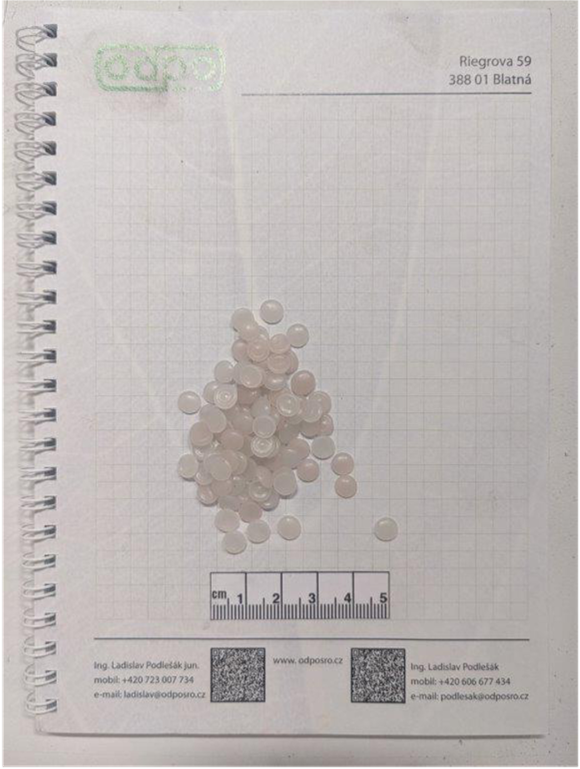 odpo
Riegrova 59
388 01 Blatná
cm 1 2 3 4 5
Ing. Ladislav Podlešák jun.
mobil: +420 723 007 734
e-mail: ladislav@odposro.cz
www. odposro.cz
Ing. Ladislav Podlešák
mobil: +420 606 677 434
e-mail: podlesak@odposro.cz